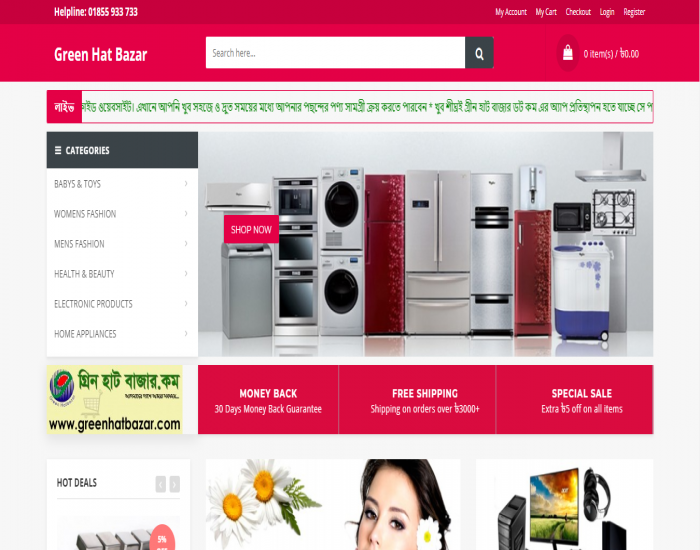 Helpline: 01855 933 733
My Account My Cart Checkout Login Register
Green Hat Bazar
Search here...
0 item(s) / ৳0.00
লাইভ
ওয়েবসাইট। এখানে আপনি খুব সহজে ও দ্রুত সময়ের মধ্যে আপনার পছন্দের পণ্য সামগ্রী ক্রয় করতে পারবেন * খুব শীঘ্রই গ্রীন হাট বাজার ডট কম এর অ্যাপ প্রতিস্থাপন হতে যাচ্ছে সে
CATEGORIES
BABYS & TOYS
WOMENS FASHION
MENS FASHION
HEALTH & BEAUTY
ELECTRONIC PRODUCTS
HOME APPLIANCES
SHOP NOW
গ্রিন হাট বাজার.কম
www.greenhatbazar.com
MONEY BACK
30 Days Money Back Guarantee
FREE SHIPPING
Shipping on orders over ৳3000+
SPECIAL SALE
Extra ৳5 off on all items
HOT DEALS
5%